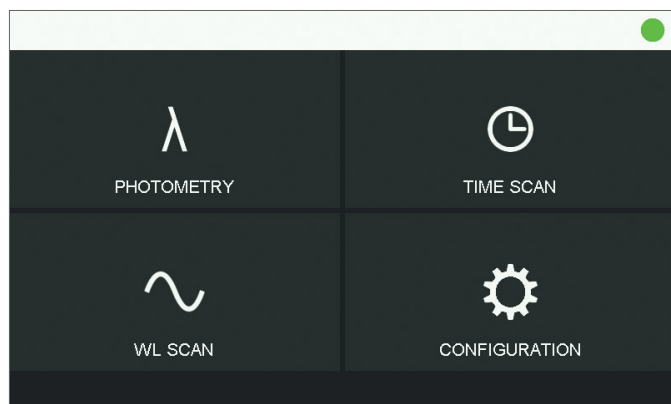 λ
PHOTOMETRY
TIME SCAN
WL SCAN
CONFIGURATION